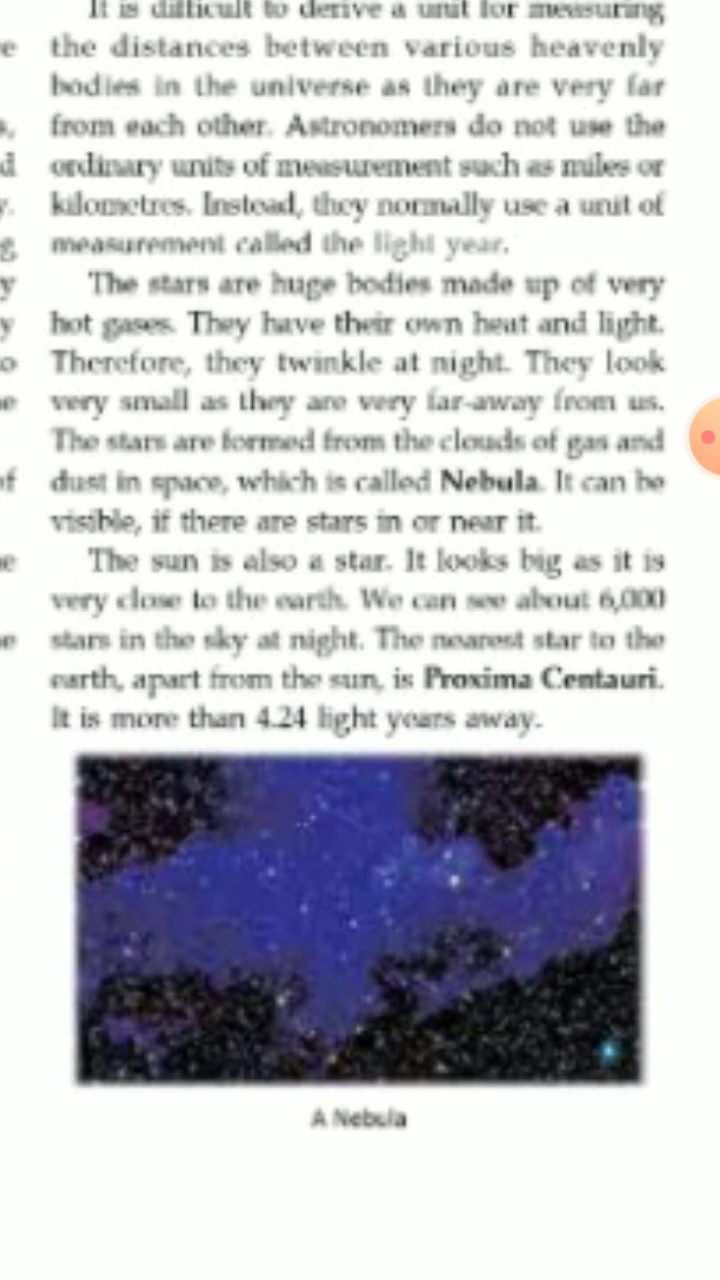 It is difficult to derive a unit for measuring
re the distances between various heavenly
bodies in the universe as they are very far
s, from each other. Astronomers do not use the
d ordinary units of measurement such as miles or
y. kilometres. Instead, they normally use a unit of
g measurement called the light year.
y The stars are huge bodies made up of very
y hot gases. They have their own heat and light.
o Therefore, they twinkle at night. They look
e very small as they are very far-away from us.
The stars are formed from the clouds of gas and
of dust in space, which is called Nebula. It can be
visible, if there are stars in or near it.
e The sun is also a star. It looks big as it is
very close to the earth. We can see about 6,000
e stars in the sky at night. The nearest star to the
earth, apart from the sun, is Proxima Centauri.
It is more than 4.24 light years away.
A Nebula